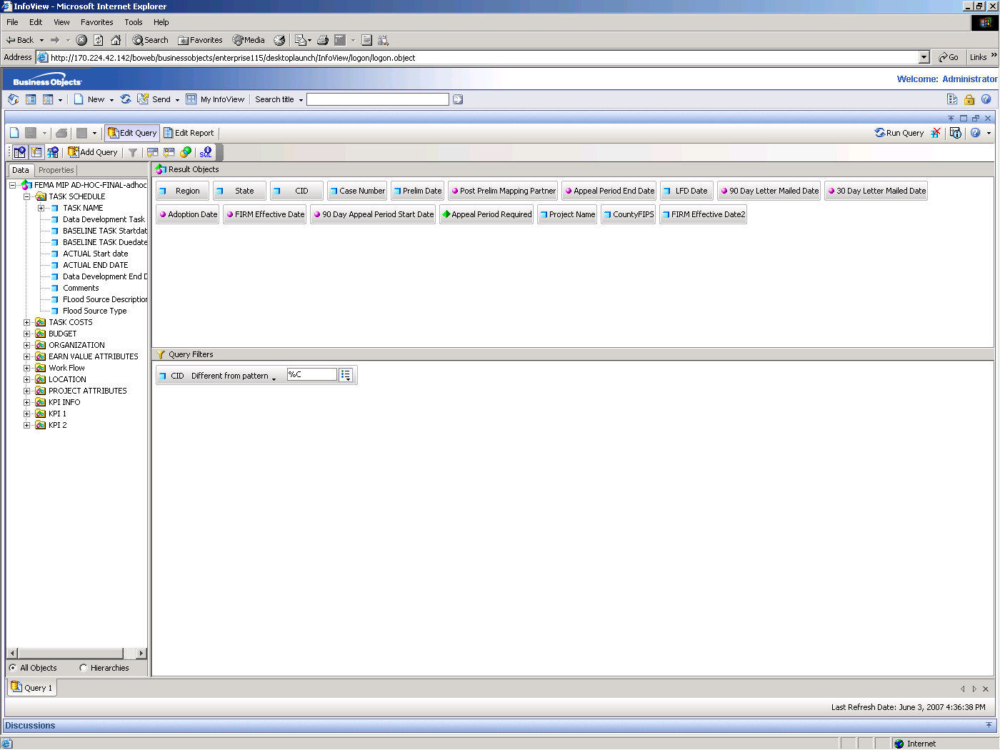 InfoView - Microsoft Internet Explorer
File Edit View Favorites Tools Help
Back Search Favorites Media
Address http://170.224.42.142/boweb/businessobjects/enterprise115/desktoplaunch/InfoView/logon/logon.object Go Links
Business Objects Welcome: Administrator
New Send My InfoView Search title
Edit Query Edit Report Run Query
Add Query SQL
Data Properties Result Objects
FEMA MIP AD-HOC-FINAL-adhoc
TASK SCHEDULE
TASK NAME
Data Development Task
BASELINE TASK Startdat
BASELINE TASK Duedate
ACTUAL Start date
ACTUAL END DATE
Data Development End D
Comments
FLood Source Description
Flood Source Type
TASK COSTS
BUDGET
ORGANIZATION
EARN VALUE ATTRIBUTES
Work Flow
LOCATION
PROJECT ATTRIBUTES
KPI INFO
KPI 1
KPI 2
All Objects Hierarchies
Region State CID Case Number Prelim Date Post Prelim Mapping Partner Appeal Period End Date LFD Date 90 Day Letter Mailed Date 30 Day Letter Mailed Date
Adoption Date FIRM Effective Date 90 Day Appeal Period Start Date Appeal Period Required Project Name CountyFIPS FIRM Effective Date2
Query Filters
CID Different from pattern %C
Query 1
Last Refresh Date: June 3, 2007 4:36:38 PM
Discussions
Internet